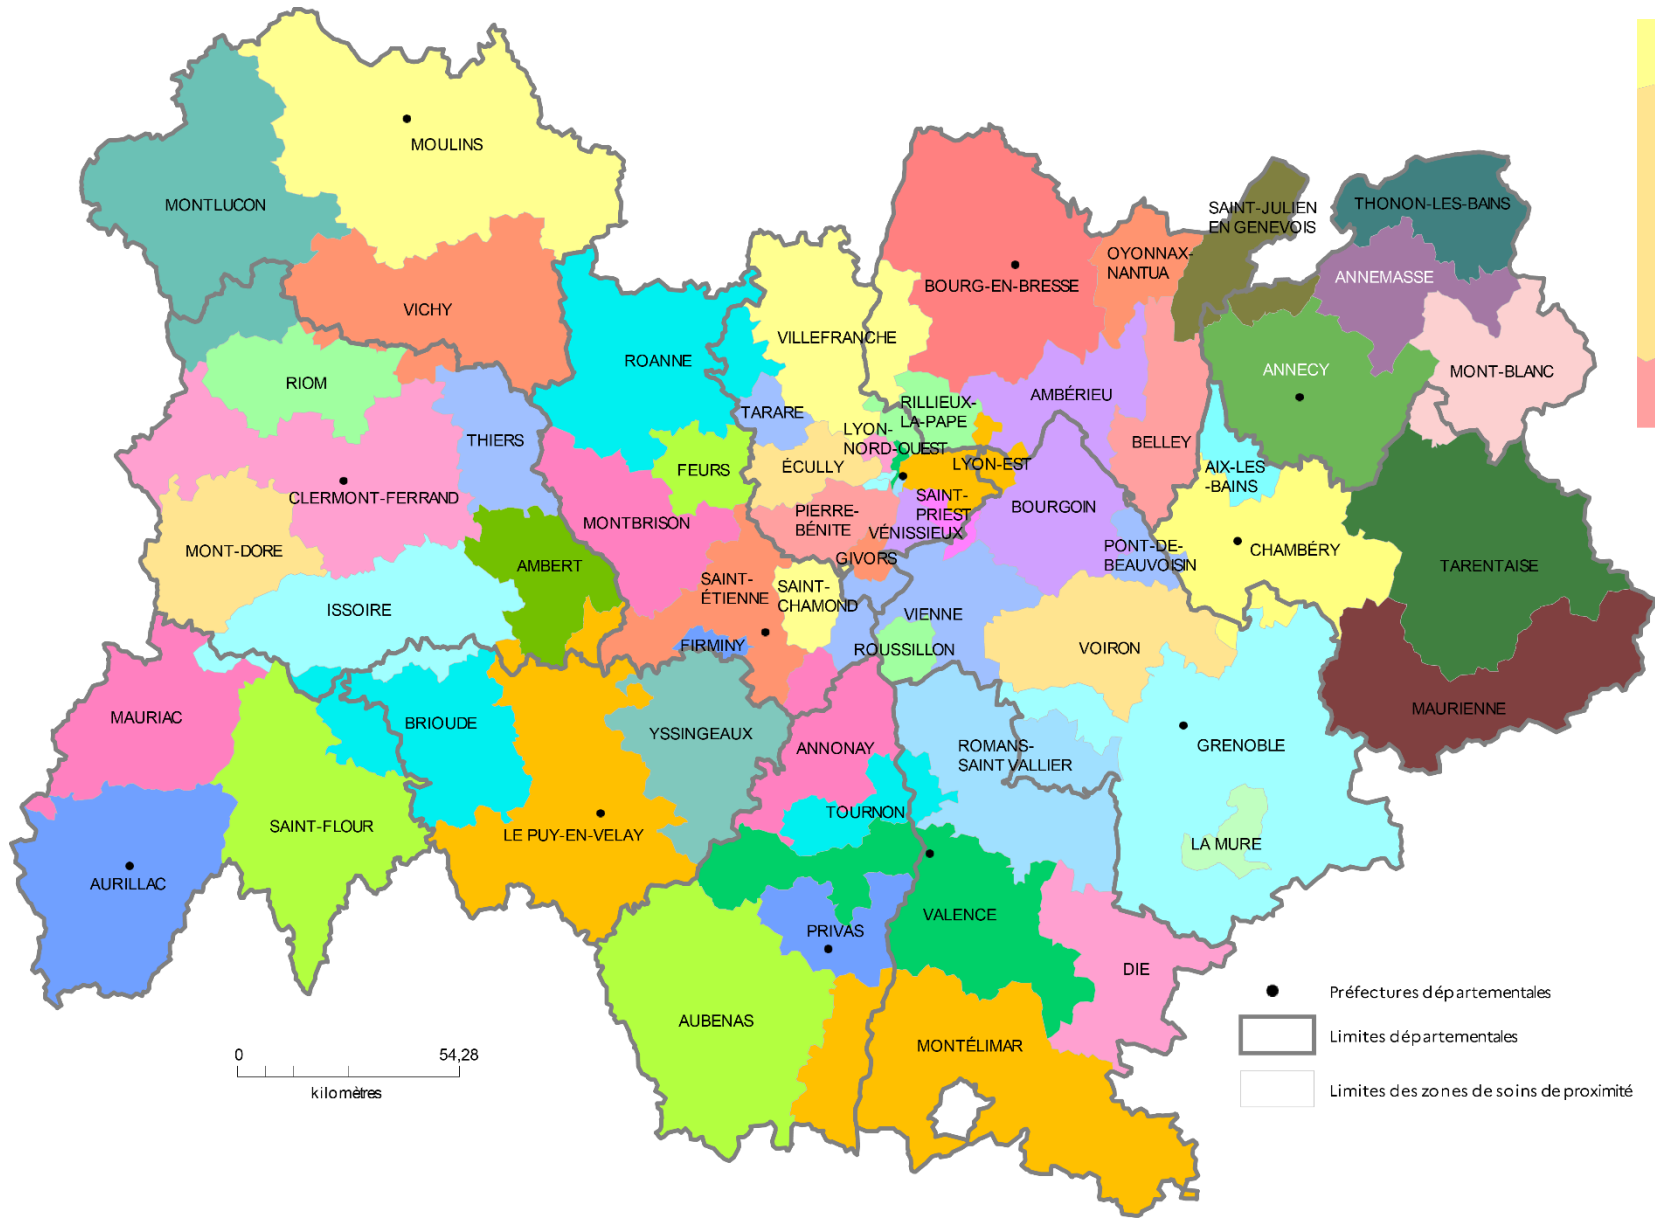 MOULINS
MONTLUCON
SAINT-JULIEN
EN GENEVOIS
THONON-LES-BAINS
OYONNAX-
NANTUA
ANNEMASSE
BOURG-EN-BRESSE
VICHY
VILLEFRANCHE
ROANNE
RIOM
ANNECY
MONT-BLANC
AMBÉRIEU
RILLIEUX-
LA-PAPE
TARARE
LYON-
NORD-OUEST
THIERS
BELLEY
ÉCULLY
LYON-EST
FEURS
AIX-LES
-BAINS
CLERMONT-FERRAND
SAINT-
PRIEST
BOURGOIN
PIERRE-
BÉNITE
MONTBRISON
VÉNISSIEUX
MONT-DORE
PONT-DE-
BEAUVOISIN
CHAMBÉRY
GIVORS
AMBERT
TARENTAISE
SAINT-
ÉTIENNE
SAINT-
CHAMOND
ISSOIRE
VIENNE
FIRMINY
ROUSSILLON
VOIRON
MAURIAC
BRIOUDE
MAURIENNE
YSSINGEAUX
ANNONAY
ROMANS-
SAINT VALLIER
GRENOBLE
TOURNON
SAINT-FLOUR
LE PUY-EN-VELAY
LA MURE
AURILLAC
VALENCE
PRIVAS
DIE
AUBENAS
MONTÉLIMAR
Préfectures départementales
Limites départementales
Limites des zones de soins de proximité
0 54,28
kilomètres